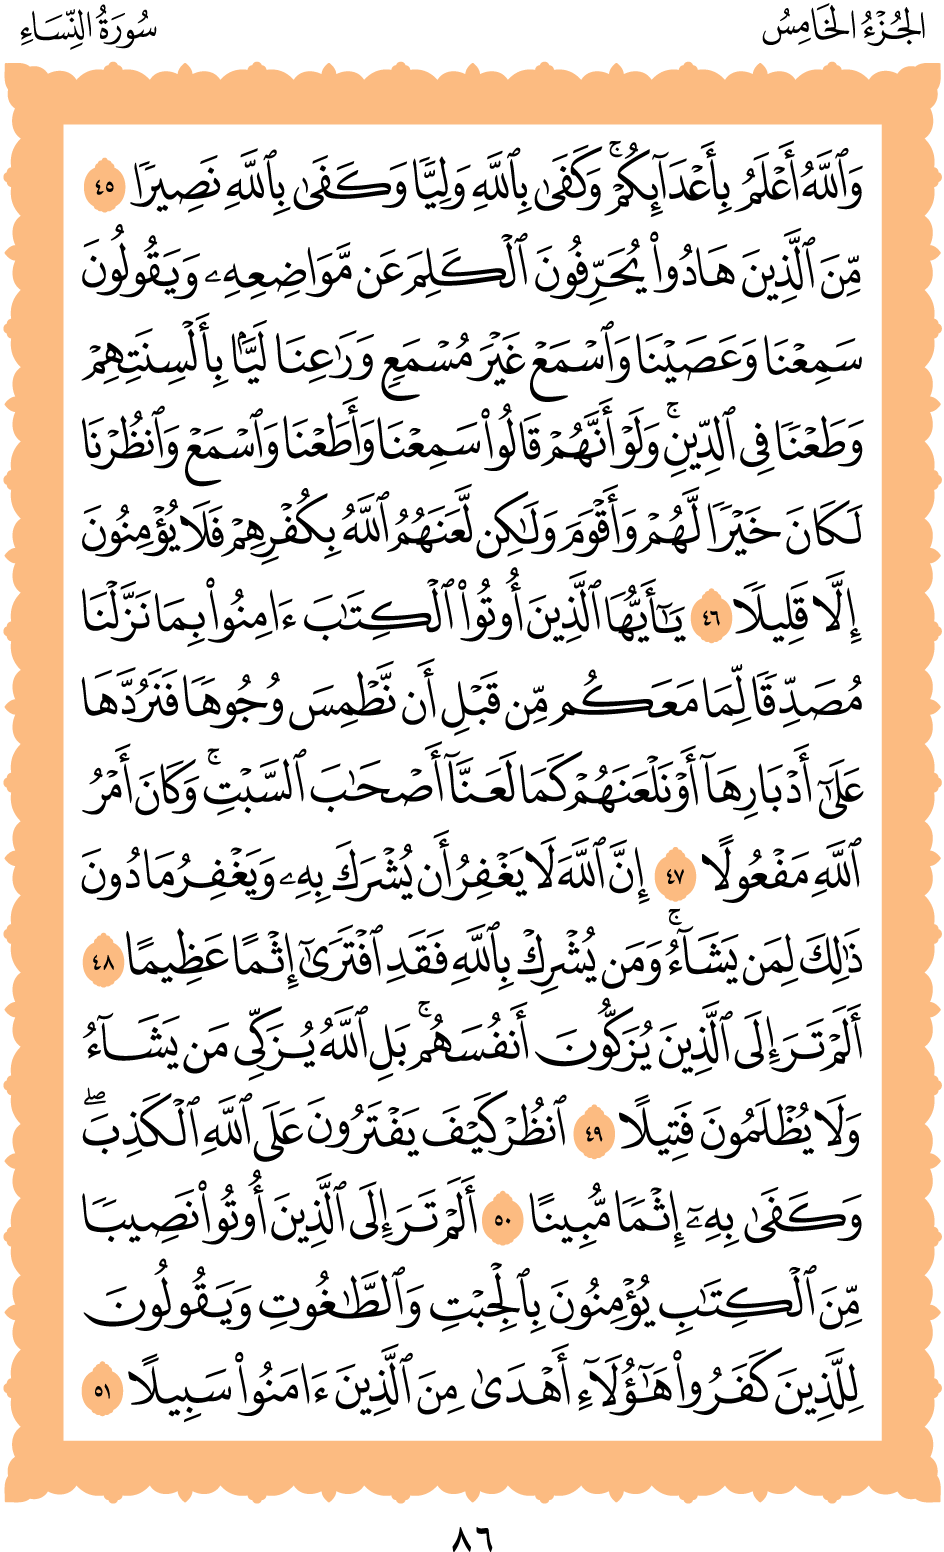 الجُزْءُ الخَامِسُ
سُورَةُ النِّسَاءِ
وَٱللَّهُ أَعْلَمُ بِأَعْدَآئِكُمْۚ وَكَفَىٰ بِٱللَّهِ وَلِيًّا وَكَفَىٰ بِٱللَّهِ نَصِيرًا ٤٥
مِّنَ ٱلَّذِينَ هَادُوا۟ يُحَرِّفُونَ ٱلْكَلِمَ عَن مَّوَاضِعِهِۦ وَيَقُولُونَ
سَمِعْنَا وَعَصَيْنَا وَٱسْمَعْ غَيْرَ مُسْمَعٍ وَرَٰعِنَا لَيًّۢا بِأَلْسِنَتِهِمْ
وَطَعْنًا فِى ٱلدِّينِۚ وَلَوْ أَنَّهُمْ قَالُوا۟ سَمِعْنَا وَأَطَعْنَا وَٱسْمَعْ وَٱنظُرْنَا
لَكَانَ خَيْرًا لَّهُمْ وَأَقْوَمَ وَلَٰكِن لَّعَنَهُمُ ٱللَّهُ بِكُفْرِهِمْ فَلَا يُؤْمِنُونَ
إِلَّا قَلِيلًا ٤٦ يَٰٓأَيُّهَا ٱلَّذِينَ أُوتُوا۟ ٱلْكِتَٰبَ ءَامِنُوا۟ بِمَا نَزَّلْنَا
مُصَدِّقًا لِّمَا مَعَكُم مِّن قَبْلِ أَن نَّطْمِسَ وُجُوهًا فَنَرُدَّهَا
عَلَىٰٓ أَدْبَارِهَآ أَوْ نَلْعَنَهُمْ كَمَا لَعَنَّآ أَصْحَٰبَ ٱلسَّبْتِۚ وَكَانَ أَمْرُ
ٱللَّهِ مَفْعُولًا ٤٧ إِنَّ ٱللَّهَ لَا يَغْفِرُ أَن يُشْرَكَ بِهِۦ وَيَغْفِرُ مَا دُونَ
ذَٰلِكَ لِمَن يَشَآءُۚ وَمَن يُشْرِكْ بِٱللَّهِ فَقَدِ ٱفْتَرَىٰٓ إِثْمًا عَظِيمًا ٤٨
أَلَمْ تَرَ إِلَى ٱلَّذِينَ يُزَكُّونَ أَنفُسَهُمۚ بَلِ ٱللَّهُ يُزَكِّى مَن يَشَآءُ
وَلَا يُظْلَمُونَ فَتِيلًا ٤٩ ٱنظُرْ كَيْفَ يَفْتَرُونَ عَلَى ٱللَّهِ ٱلْكَذِبَۖ
وَكَفَىٰ بِهِۦٓ إِثْمًا مُّبِينًا ٥٠ أَلَمْ تَرَ إِلَى ٱلَّذِينَ أُوتُوا۟ نَصِيبًا
مِّنَ ٱلْكِتَٰبِ يُؤْمِنُونَ بِٱلْجِبْتِ وَٱلطَّٰغُوتِ وَيَقُولُونَ
لِلَّذِينَ كَفَرُوا۟ هَٰٓؤُلَآءِ أَهْدَىٰ مِنَ ٱلَّذِينَ ءَامَنُوا۟ سَبِيلًا ٥١
٨٦